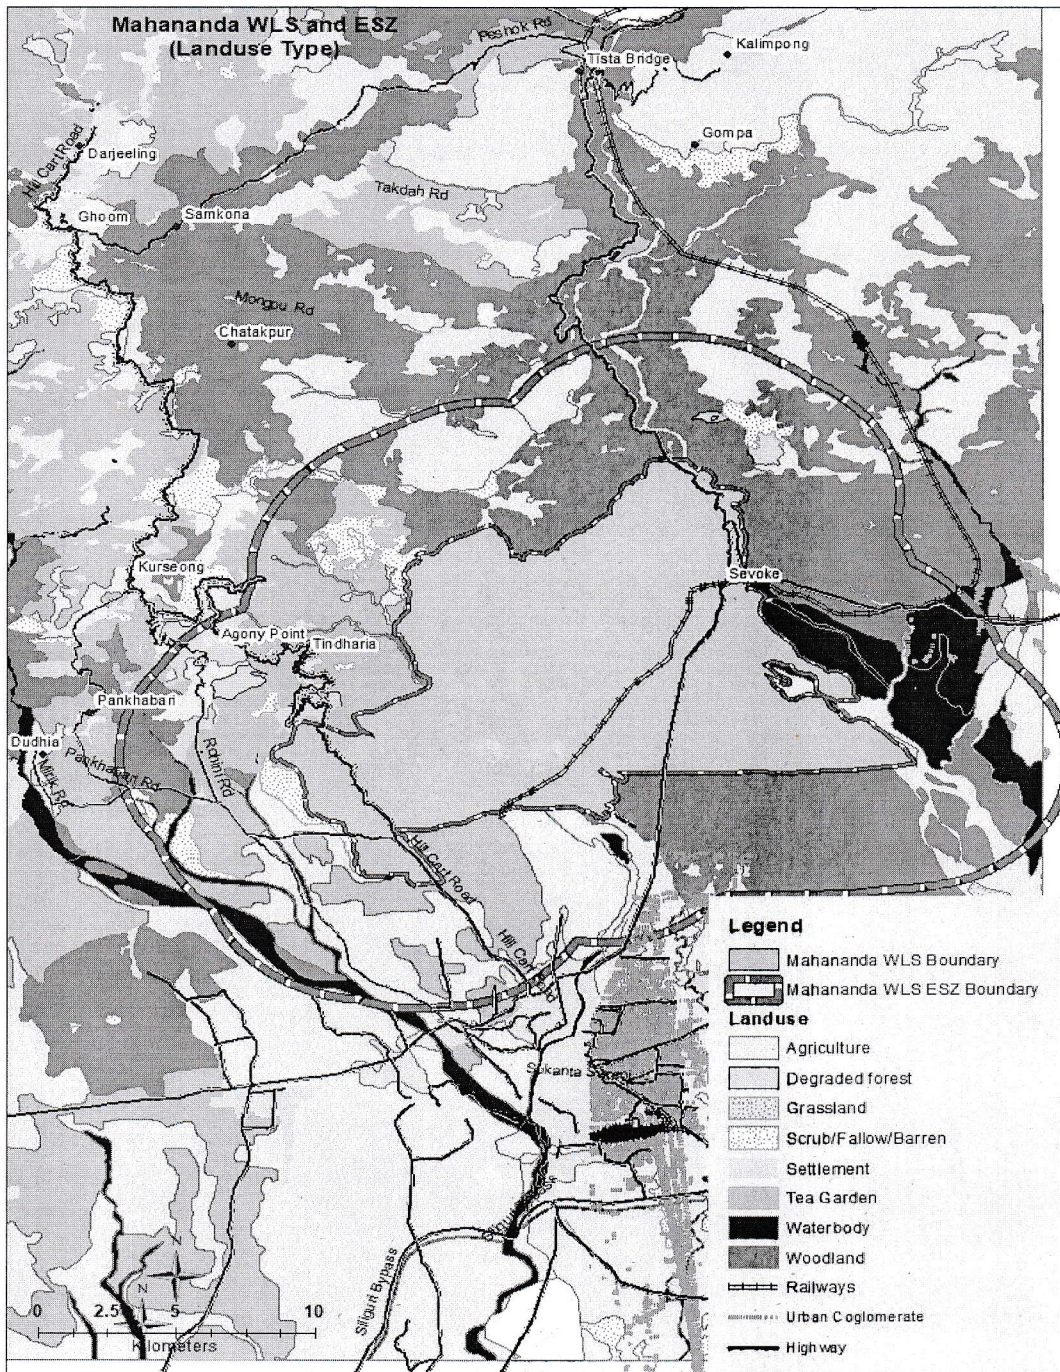 Mahananda WLS and ESZ
(Landuse Type)
Peshok Rd
Kalimpong
Tista Bridge
Gompa
Hill Cart Road
Darjeeling
Takdah Rd
Ghoom
Samkona
Mongpu Rd
Chatakpur
Kurseong
Sevoke
Agony Point
Tindharia
Pankhabari
Rohini Rd
Dudhia
Pankhabari Rd
Mirik Rd
Hill Cart Road
Hill Cart Road
Sukanta
Siliguri Bypass
N
0 2.5 5 10
Kilometers
Legend
Mahananda WLS Boundary
Mahananda WLS ESZ Boundary
Landuse
Agriculture
Degraded forest
Grassland
Scrub/Fallow/Barren
Settlement
Tea Garden
Waterbody
Woodland
Railways
Urban Coglomerate
Highway